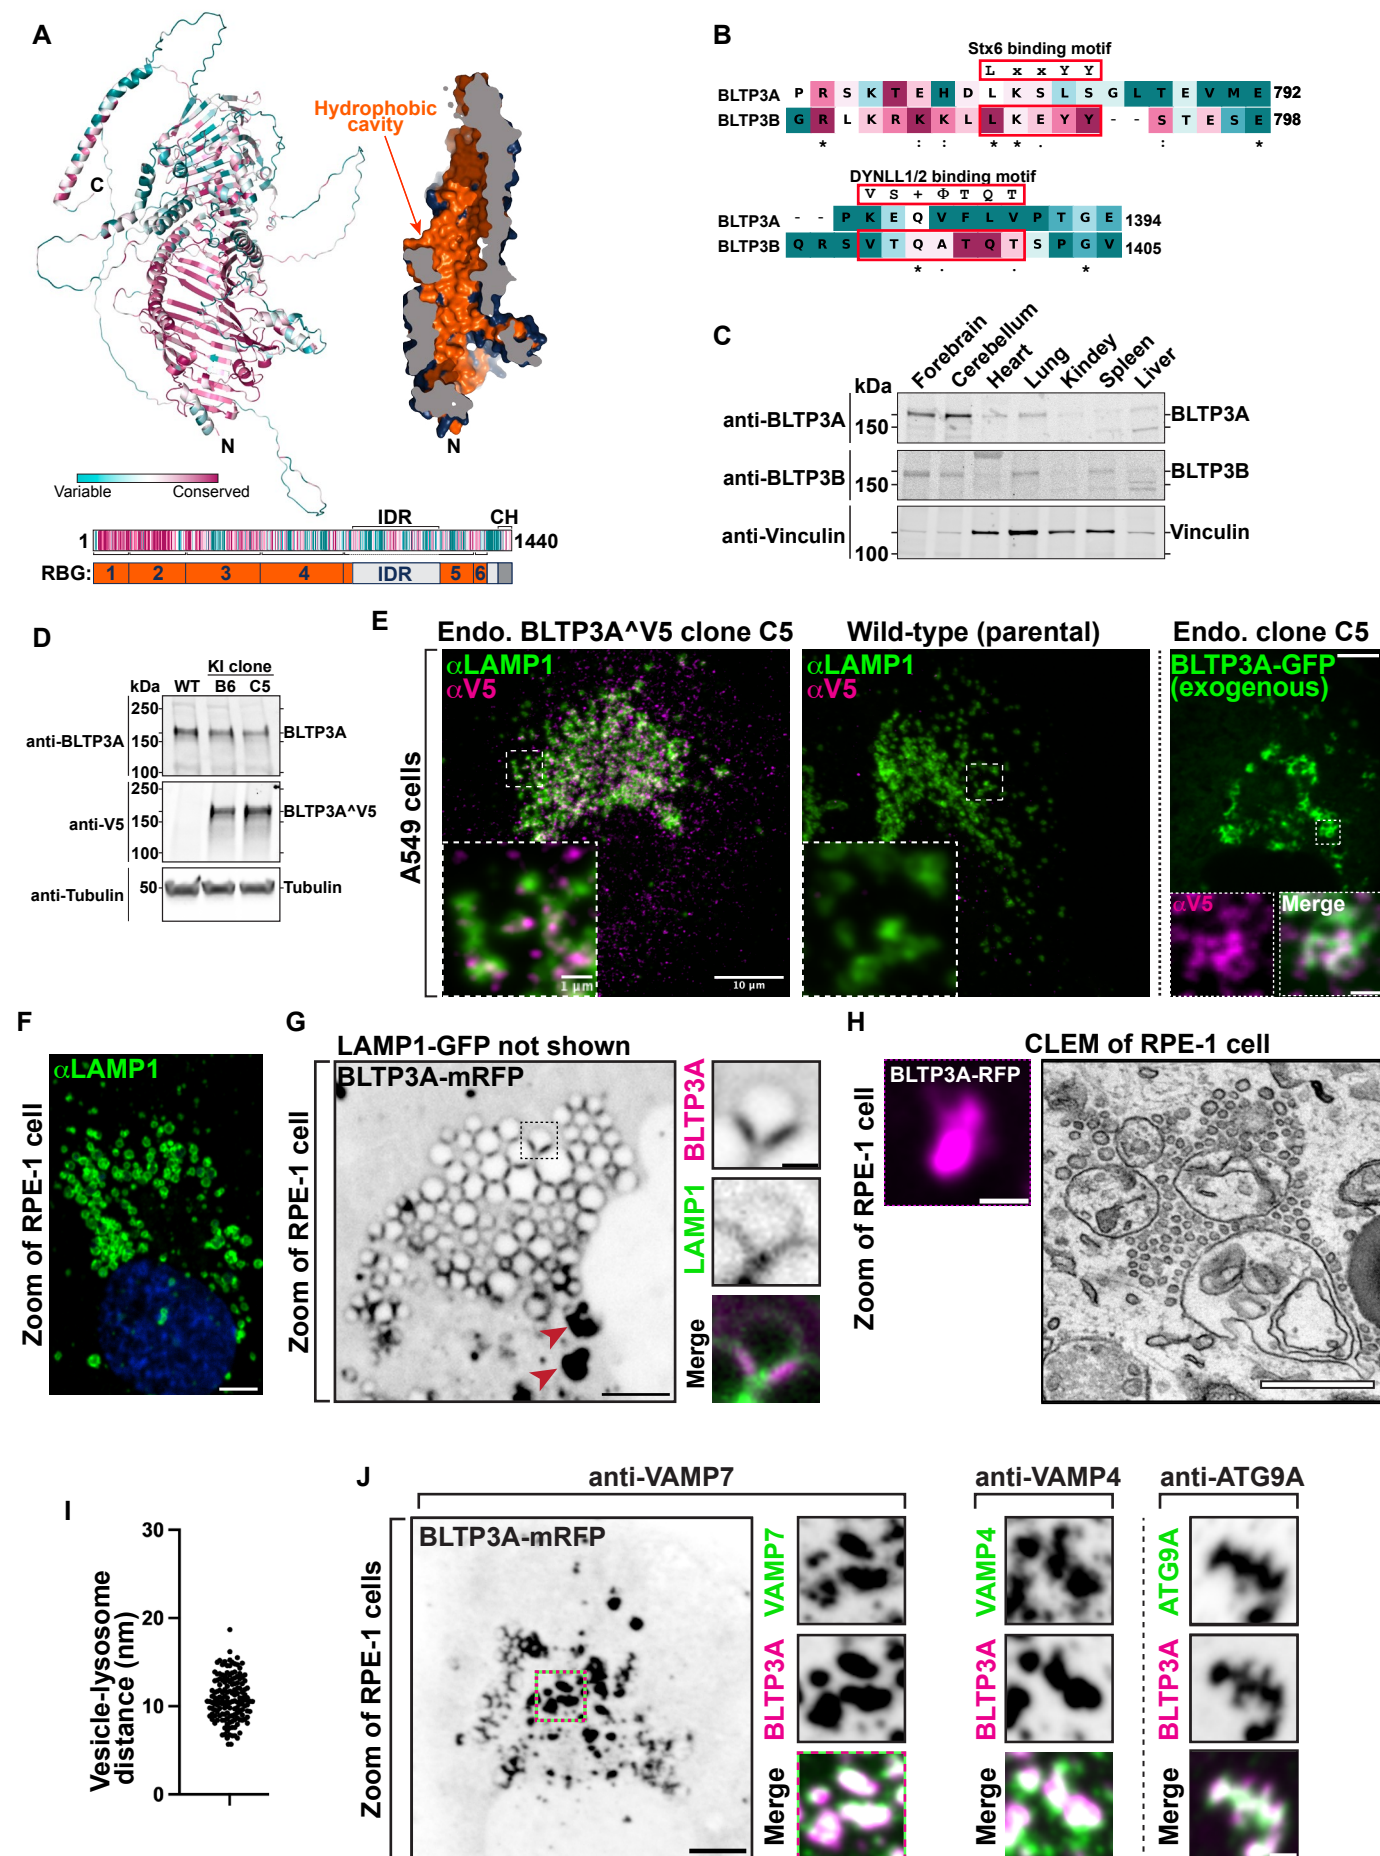 A
N
C
Hydrophobic
cavity
N
N
Variable
Conserved
IDR
CH
1
1440
RBG:
1
2
3
4
IDR
5
6
B
Stx6 binding motif
L x x Y Y
BLTP3A
P R S K T E H D L K S L S G L T E V M E
792
BLTP3B
G R L K R K K L L K E Y Y - - S T E S E
798
* : : * * . : *
DYNLL1/2 binding motif
V S + Φ T Q T
BLTP3A
- - P K E Q V F L V P T G E
1394
BLTP3B
Q R S V T Q A T Q T S P G V
1405
* . . *
C
Forebrain
Cerebellum
Heart
Lung
Kindey
Spleen
Liver
kDa
anti-BLTP3A
150
BLTP3A
anti-BLTP3B
150
BLTP3B
anti-Vinculin
100
Vinculin
D
KI clone
kDa
WT
B6
C5
250
anti-BLTP3A
150
BLTP3A
100
250
anti-V5
150
BLTP3A^V5
100
anti-Tubulin
50
Tubulin
E
Endo. BLTP3A^V5 clone C5
Wild-type (parental)
Endo. clone C5
A549 cells
αLAMP1
αV5
1 µm
10 µm
αLAMP1
αV5
BLTP3A-GFP
(exogenous)
αV5
Merge
F
Zoom of RPE-1 cell
αLAMP1
G
LAMP1-GFP not shown
BLTP3A-mRFP
Zoom of RPE-1 cell
BLTP3A
LAMP1
Merge
H
CLEM of RPE-1 cell
Zoom of RPE-1 cell
BLTP3A-RFP
I
Vesicle-lysosome
distance (nm)
30
20
10
0
J
anti-VAMP7
anti-VAMP4
anti-ATG9A
Zoom of RPE-1 cells
BLTP3A-mRFP
VAMP7
BLTP3A
Merge
VAMP4
BLTP3A
Merge
ATG9A
BLTP3A
Merge